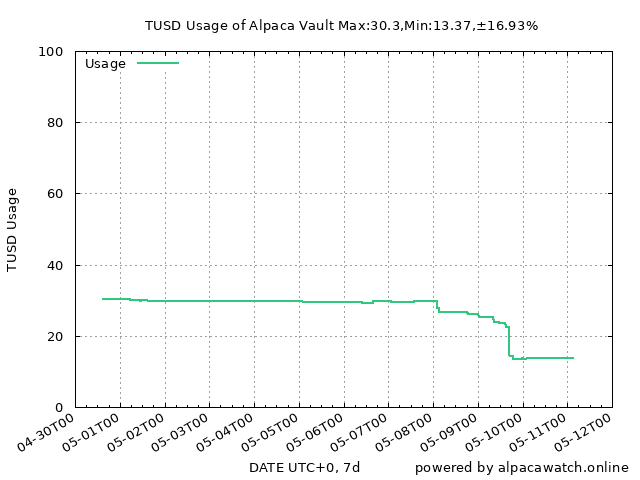 TUSD Usage of Alpaca Vault Max:30.3,Min:13.37,±16.93%
Usage
100
80
60
40
20
0
TUSD Usage
04-30T00
05-01T00
05-02T00
05-03T00
05-04T00
05-05T00
05-06T00
05-07T00
05-08T00
05-09T00
05-10T00
05-11T00
05-12T00
DATE UTC+0, 7d
powered by alpacawatch.online